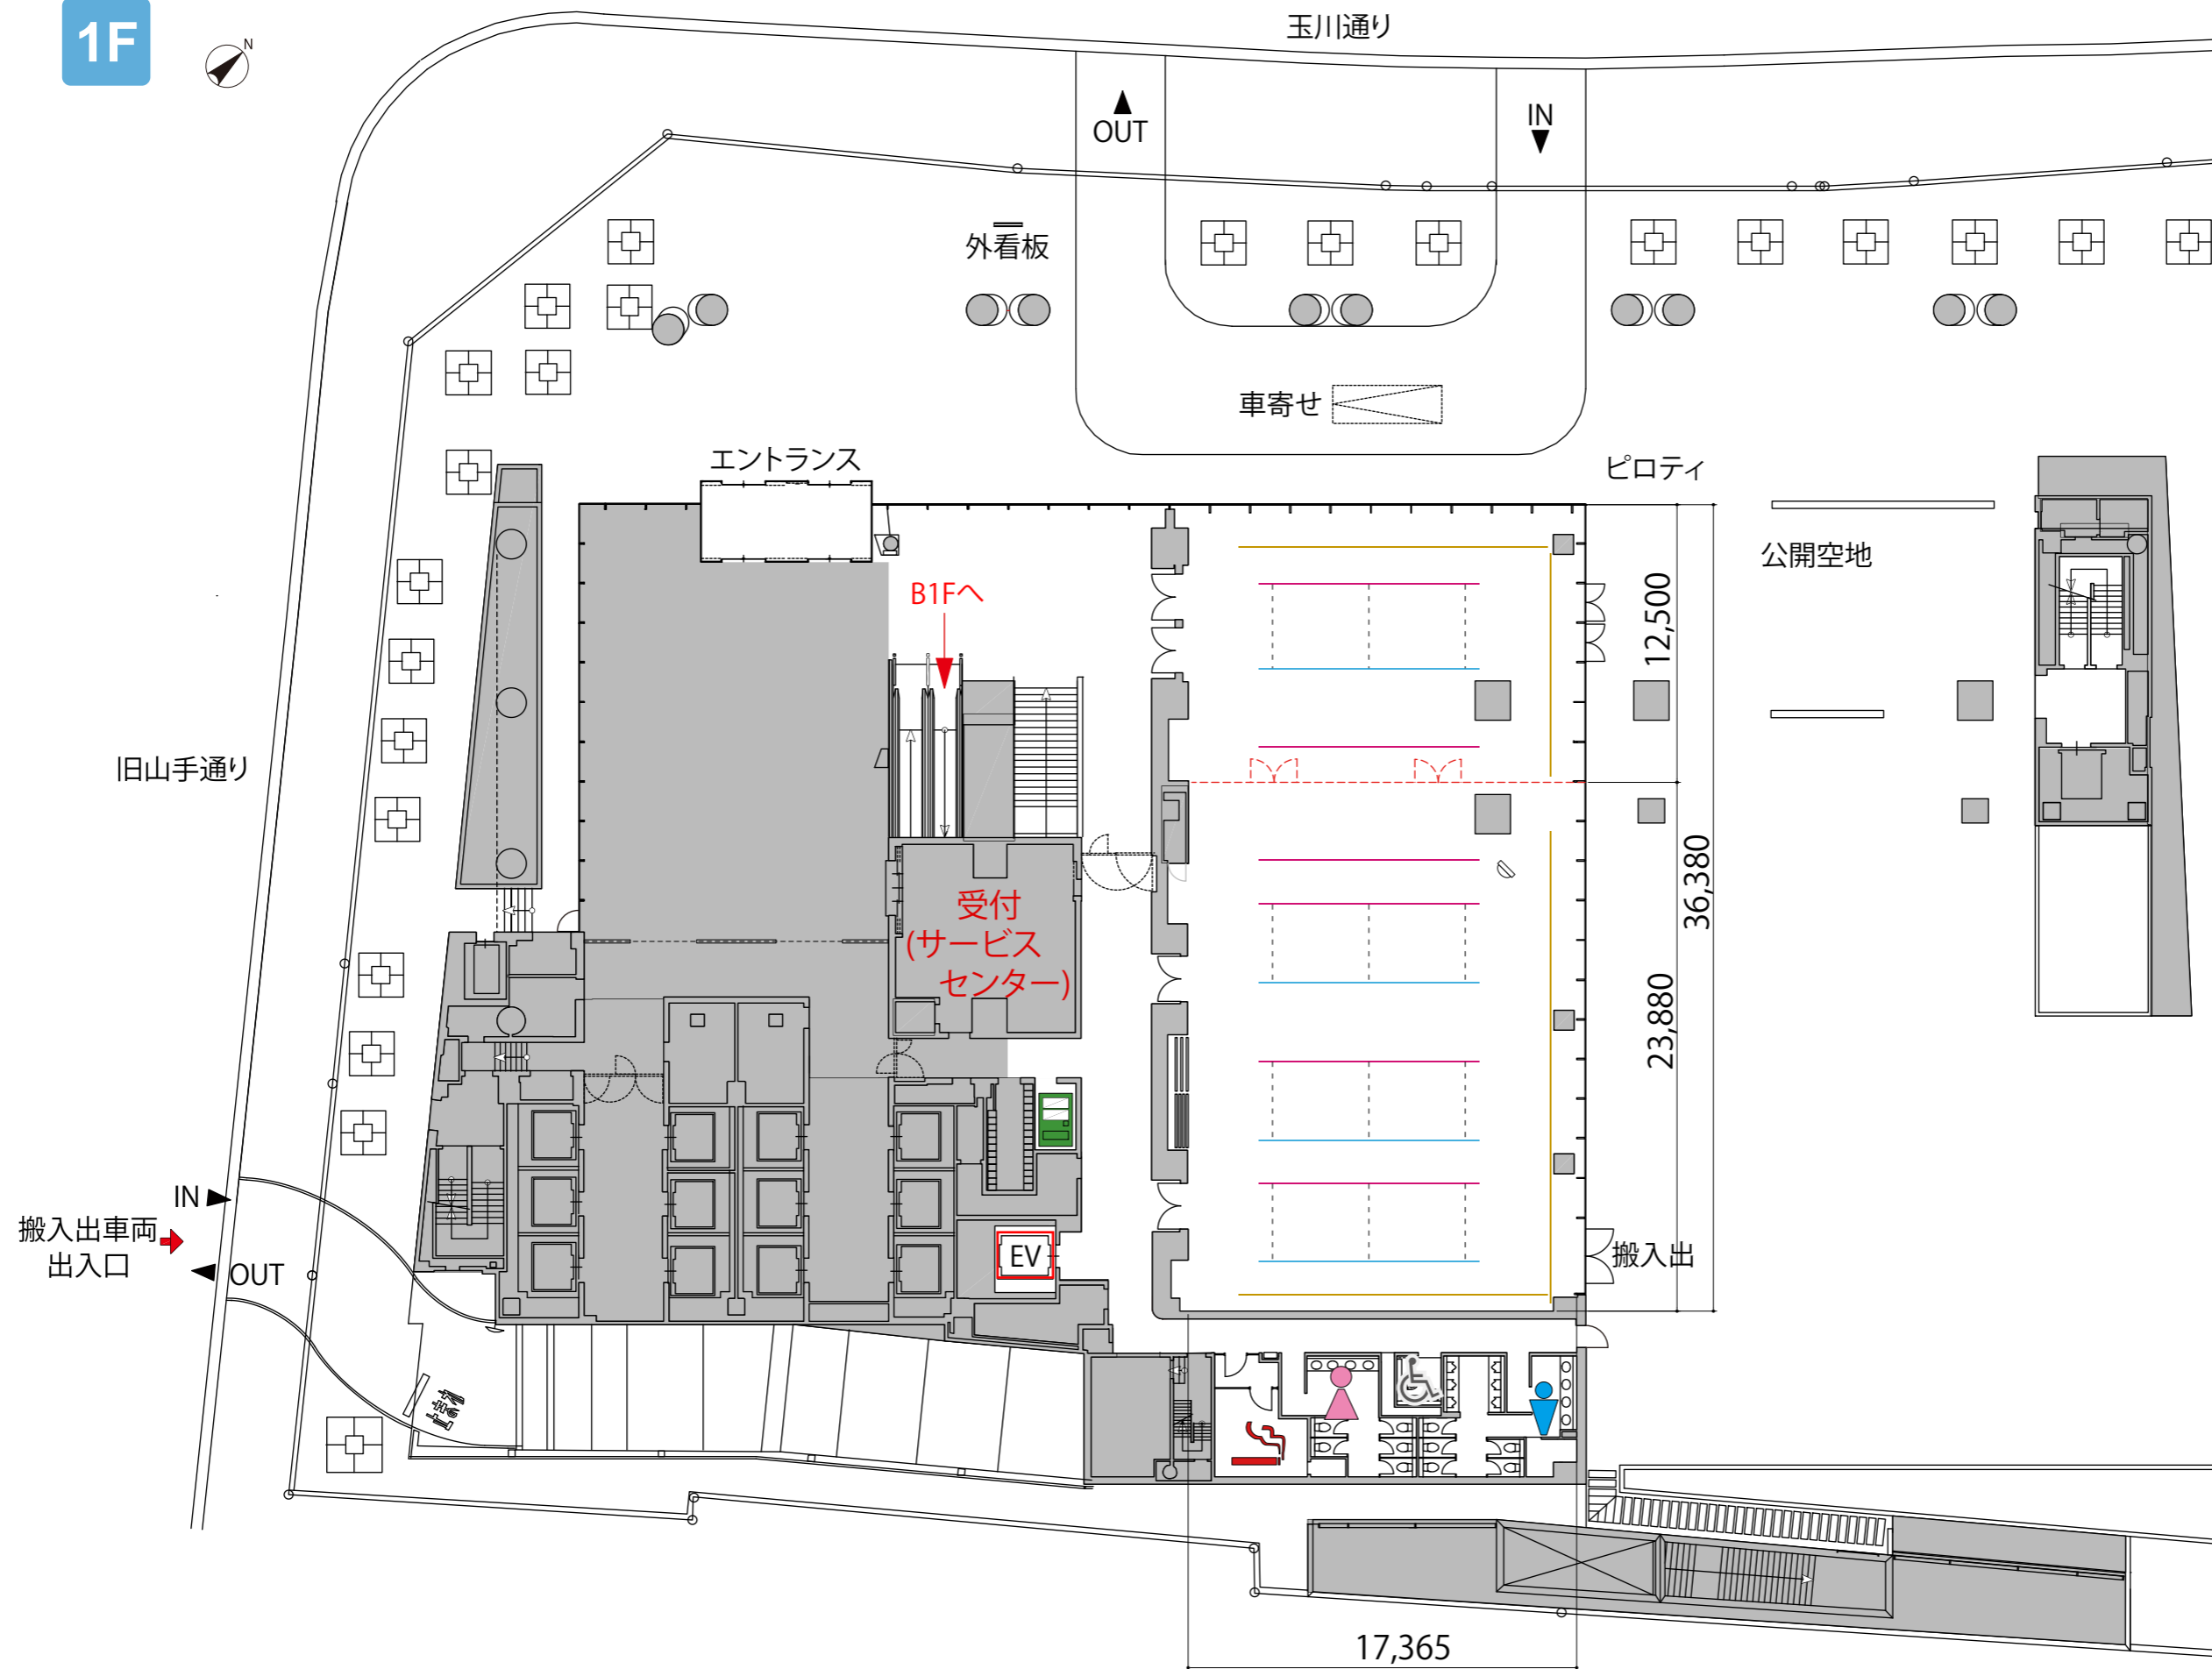 1F
N
玉川通り
OUT
IN
外看板
車寄せ
エントランス
ピロティ
公開空地
B1Fへ
12,500
旧山手通り
36,380
受付
(サービス
センター)
23,880
IN
搬入出車両
出入口
OUT
EV
搬入出
17,365